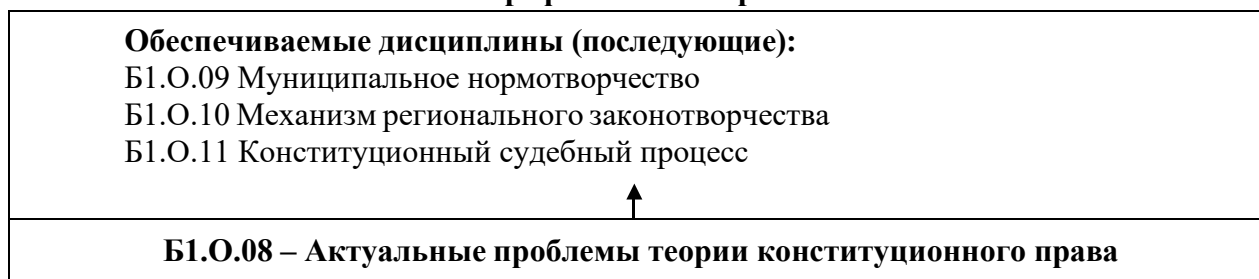 Обеспечиваемые дисциплины (последующие):
Б1.О.09 Муниципальное нормотворчество
Б1.О.10 Механизм регионального законотворчества
Б1.О.11 Конституционный судебный процесс
Б1.О.08 – Актуальные проблемы теории конституционного права